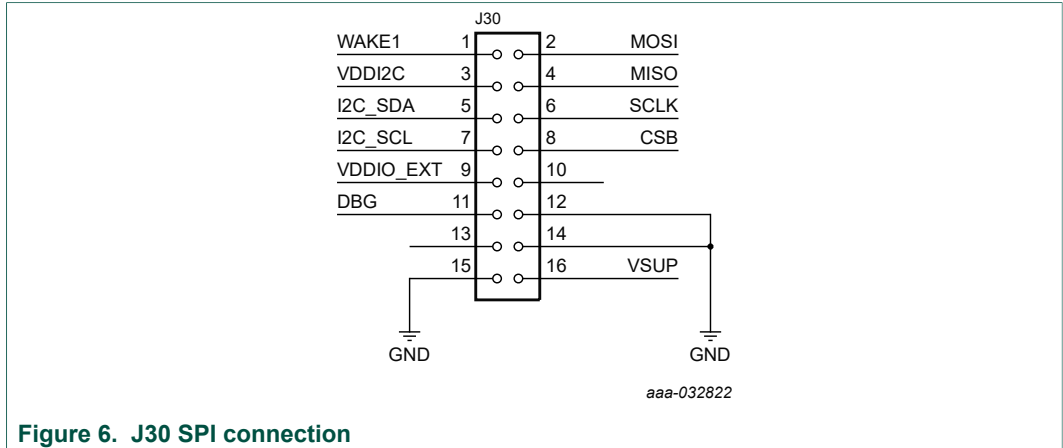 J30
WAKE1 1 2 MOSI
VDDI2C 3 4 MISO
I2C_SDA 5 6 SCLK
I2C_SCL 7 8 CSB
VDDIO_EXT 9 10
DBG 11 12
13 14
15 16 VSUP
GND GND
aaa-032822
Figure 6. J30 SPI connection